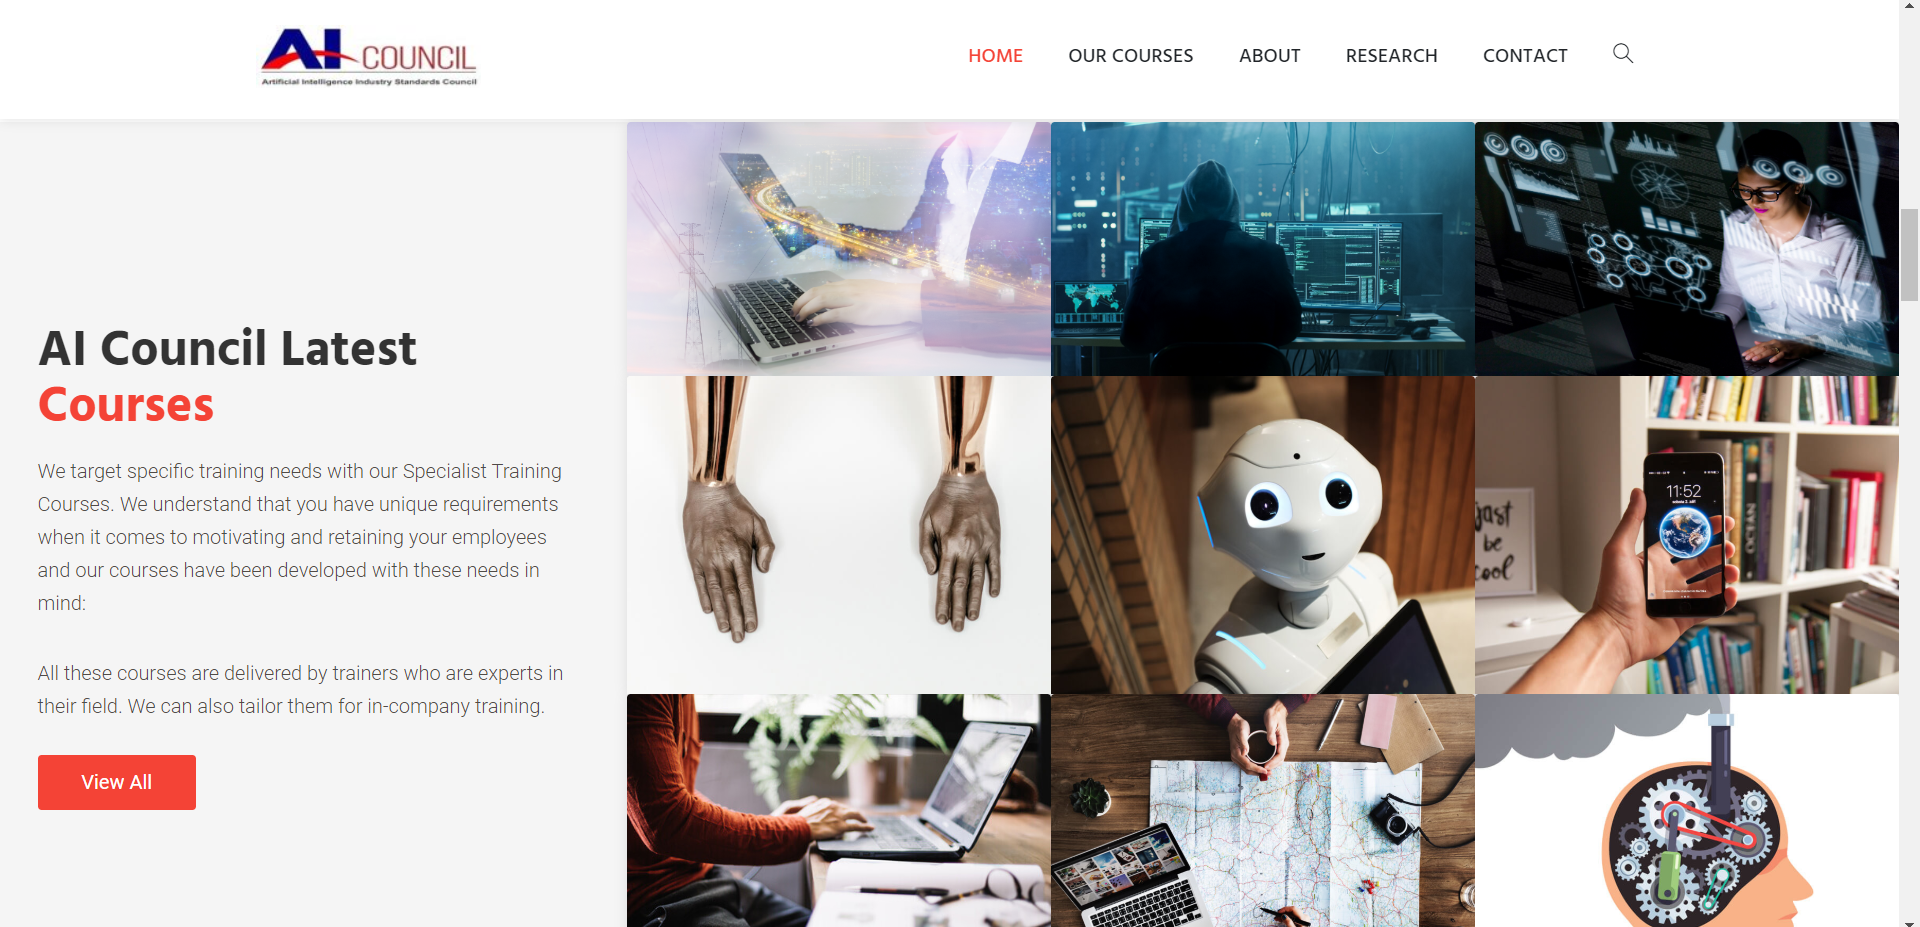 AI COUNCIL
Artificial Intelligence Industry Standards Council
HOME OUR COURSES ABOUT RESEARCH CONTACT
AI Council Latest
Courses
We target specific training needs with our Specialist Training
Courses. We understand that you have unique requirements
when it comes to motivating and retaining your employees
and our courses have been developed with these needs in
mind:
All these courses are delivered by trainers who are experts in
their field. We can also tailor them for in-company training.
View All
11:52
just
be
cool
OCEAN